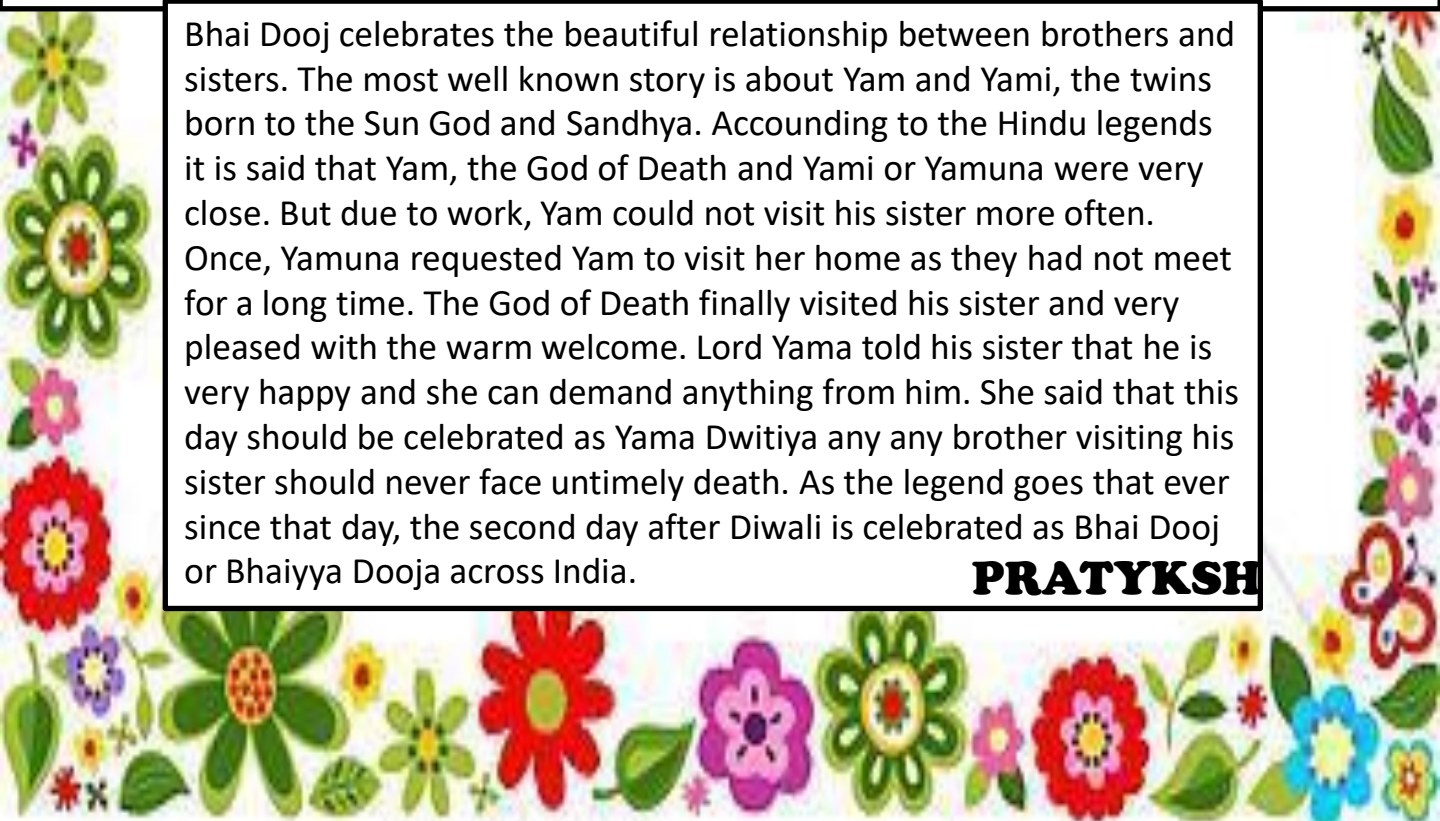 Bhai Dooj celebrates the beautiful relationship between brothers and
sisters. The most well known story is about Yam and Yami, the twins
born to the Sun God and Sandhya. Accounding to the Hindu legends
it is said that Yam, the God of Death and Yami or Yamuna were very
close. But due to work, Yam could not visit his sister more often.
Once, Yamuna requested Yam to visit her home as they had not meet
for a long time. The God of Death finally visited his sister and very
pleased with the warm welcome. Lord Yama told his sister that he is
very happy and she can demand anything from him. She said that this
day should be celebrated as Yama Dwitiya any any brother visiting his
sister should never face untimely death. As the legend goes that ever
since that day, the second day after Diwali is celebrated as Bhai Dooj
or Bhaiyya Dooja across India.
PRATYKSH